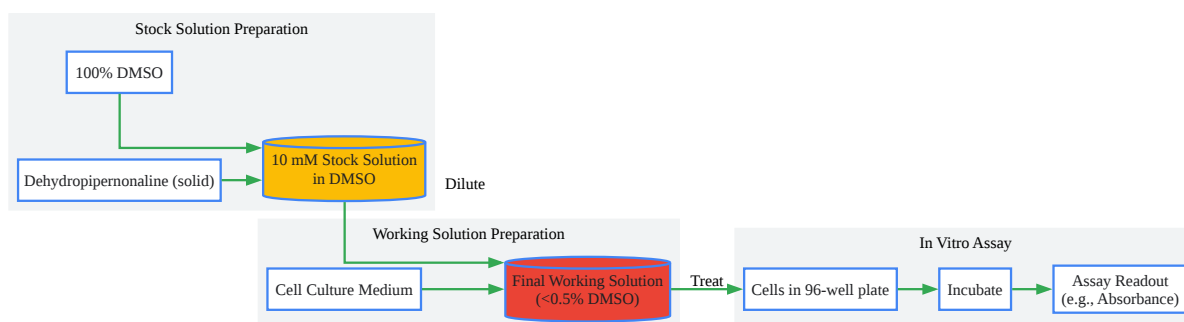 Stock Solution Preparation
100% DMSO
10 mM Stock Solution
in DMSO
Dehydropipernonaline (solid)
Dilute
Working Solution Preparation
Cell Culture Medium
Final Working Solution
(<0.5% DMSO)
Treat
In Vitro Assay
Cells in 96-well plate
Incubate
Assay Readout
(e.g., Absorbance)